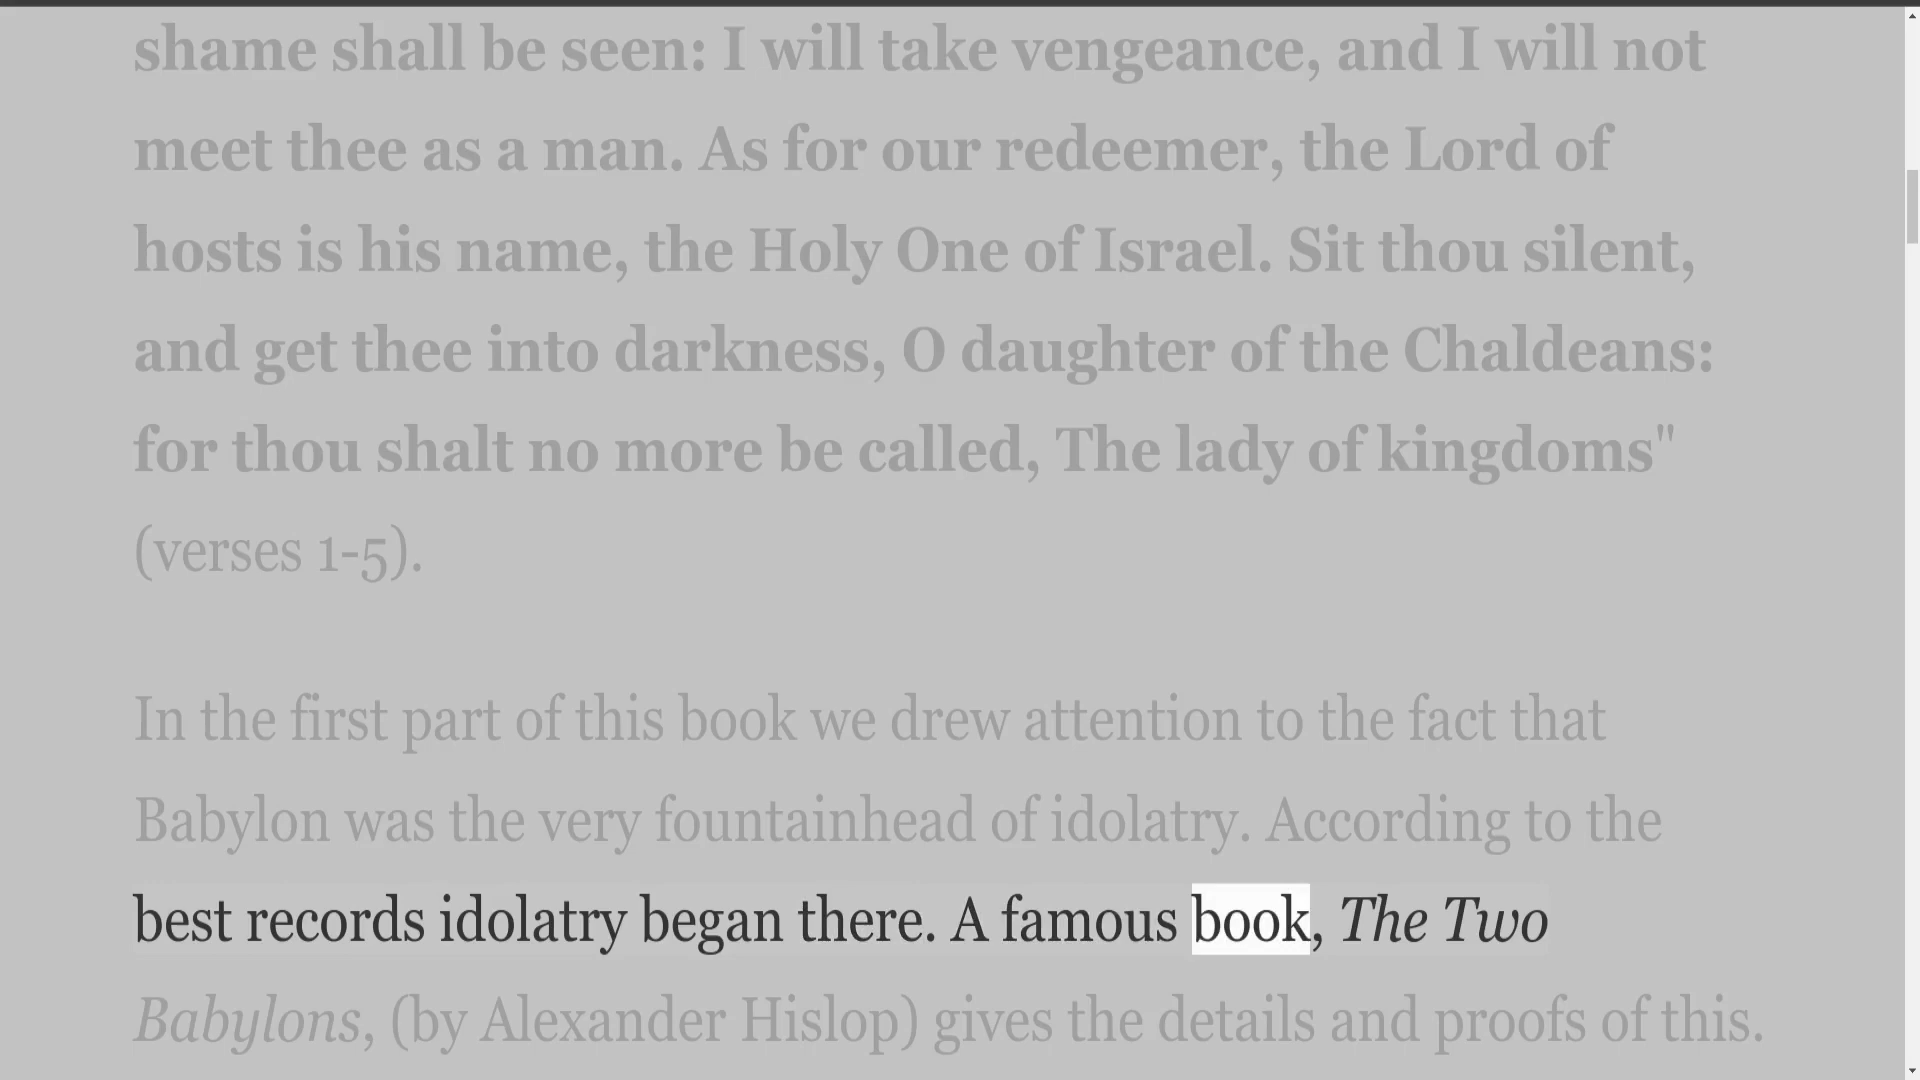 shame shall be seen: I will take vengeance, and I will not
meet thee as a man. As for our redeemer, the Lord of
hosts is his name, the Holy One of Israel. Sit thou silent,
and get thee into darkness, O daughter of the Chaldeans:
for thou shalt no more be called, The lady of kingdoms"
(verses 1-5).
In the first part of this book we drew attention to the fact that
Babylon was the very fountainhead of idolatry. According to the
best records idolatry began there. A famous book, The Two
Babylons, (by Alexander Hislop) gives the details and proofs of this.